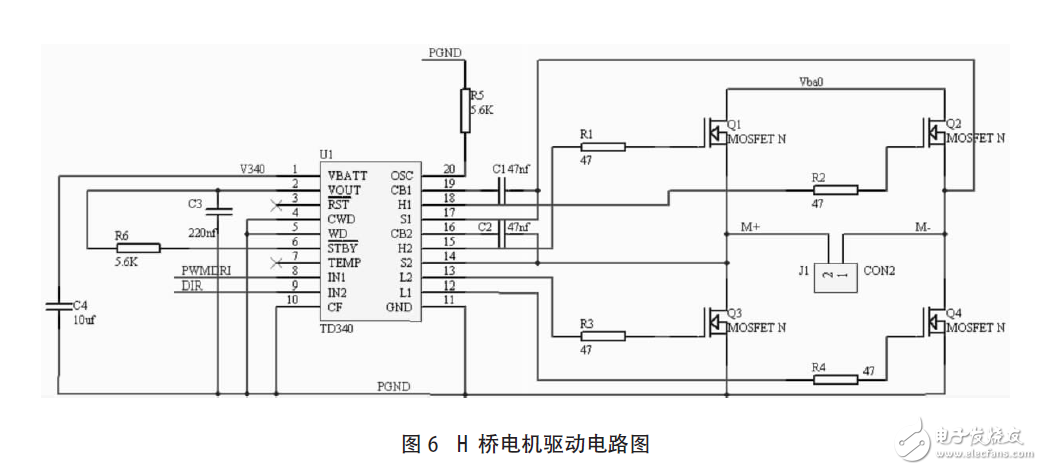 PGND
Vba0
R5
5.6K
Q1
MOSFET N
Q2
MOSFET N
R1
47
U1
V340
1
2
3
4
5
6
7
8
9
10
VBATT
VOUT
RST
CWD
WD
STBY
TEMP
IN1
IN2
CF
OSC
CB1
H1
S1
CB2
H2
S2
L2
L1
GND
20
19
18
17
16
15
14
13
12
11
TD340
C1 47nf
C2
47nf
R2
47
C3
220nf
R6
5.6K
PWMDRI
DIR
M+
M-
J1
2
1
CON2
C4
10uf
R3
47
Q3
MOSFET N
Q4
MOSFET N
R4
47
PGND
图 6 H 桥电机驱动电路图
电子发烧友
www.elecfans.com